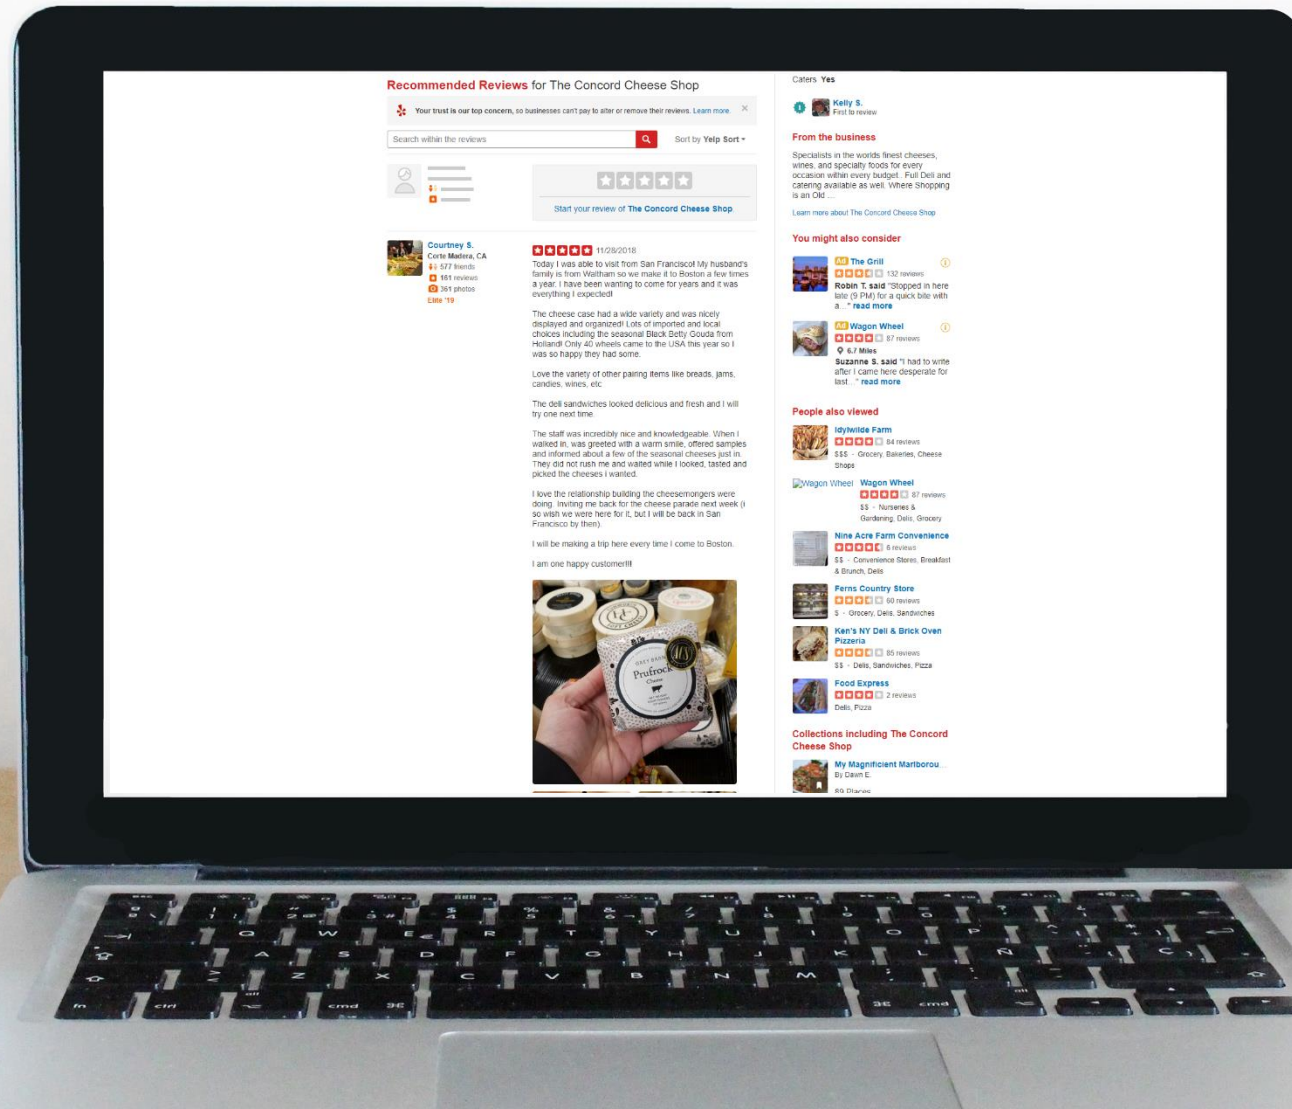 Recommended Reviews for The Concord Cheese Shop
Your trust is our top concern, so businesses can't pay to alter or remove their reviews. Learn more.
Search within the reviews
Sort by Yelp Sort
Start your review of The Concord Cheese Shop.
Courtney S.
Corte Madera, CA
577 friends
161 reviews
361 photos
Elite '19
11/28/2018
Today I was able to visit from San Francisco! My husband's
family is from Waltham so we make it to Boston a few times
a year. I have been wanting to come for years and it was
everything I expected!
The cheese case had a wide variety and was nicely
displayed and organized! Lots of imported and local
choices including the seasonal Black Betty Gouda from
Holland! Only 40 wheels came to the USA this year so I
was so happy they had some.
Love the variety of other pairing items like breads, jams,
candies, wines, etc
The deli sandwiches looked delicious and fresh and I will
try one next time.
The staff was incredibly nice and knowledgeable. When I
walked in, was greeted with a warm smile, offered samples
and informed about a few of the seasonal cheeses just in.
They did not rush me and waited while I looked, tasted and
picked the cheeses i wanted.
I love the relationship building the cheesemongers were
doing. Inviting me back for the cheese parade next week (i
so wish we were here for it, but I will be back in San
Francisco by then).
I will be making a trip here every time I come to Boston.
I am one happy customer!!!
GREY BARN
Prufrock
Cheese
Caters Yes
Kelly S.
First to review
From the business
Specialists in the worlds finest cheeses,
wines, and specialty foods for every
occasion within every budget . Full Deli and
catering available as well. Where Shopping
is an Old ...
Learn more about The Concord Cheese Shop
You might also consider
Ad The Grill
132 reviews
Robin T. said "Stopped in here
late (9 PM) for a quick bite with
a..." read more
Ad Wagon Wheel
87 reviews
6.7 Miles
Suzanne S. said "I had to write
after I came here desperate for
last..." read more
People also viewed
Idylwilde Farm
84 reviews
$$$ · Grocery, Bakeries, Cheese
Shops
Wagon Wheel
Wagon Wheel
87 reviews
$$ · Nurseries &
Gardening, Delis, Grocery
Nine Acre Farm Convenience
6 reviews
$$ · Convenience Stores, Breakfast
& Brunch, Delis
Ferns Country Store
60 reviews
$ · Grocery, Delis, Sandwiches
Ken's NY Deli & Brick Oven
Pizzeria
85 reviews
$$ · Delis, Sandwiches, Pizza
Food Express
2 reviews
Delis, Pizza
Collections including The Concord
Cheese Shop
My Magnificient Marlborou...
By Dawn E.
89 Places
Q W E R T Y U I O P
A S D F G H J K L Ñ
Z X C V B N M
fn ctrl alt cmd cmd alt